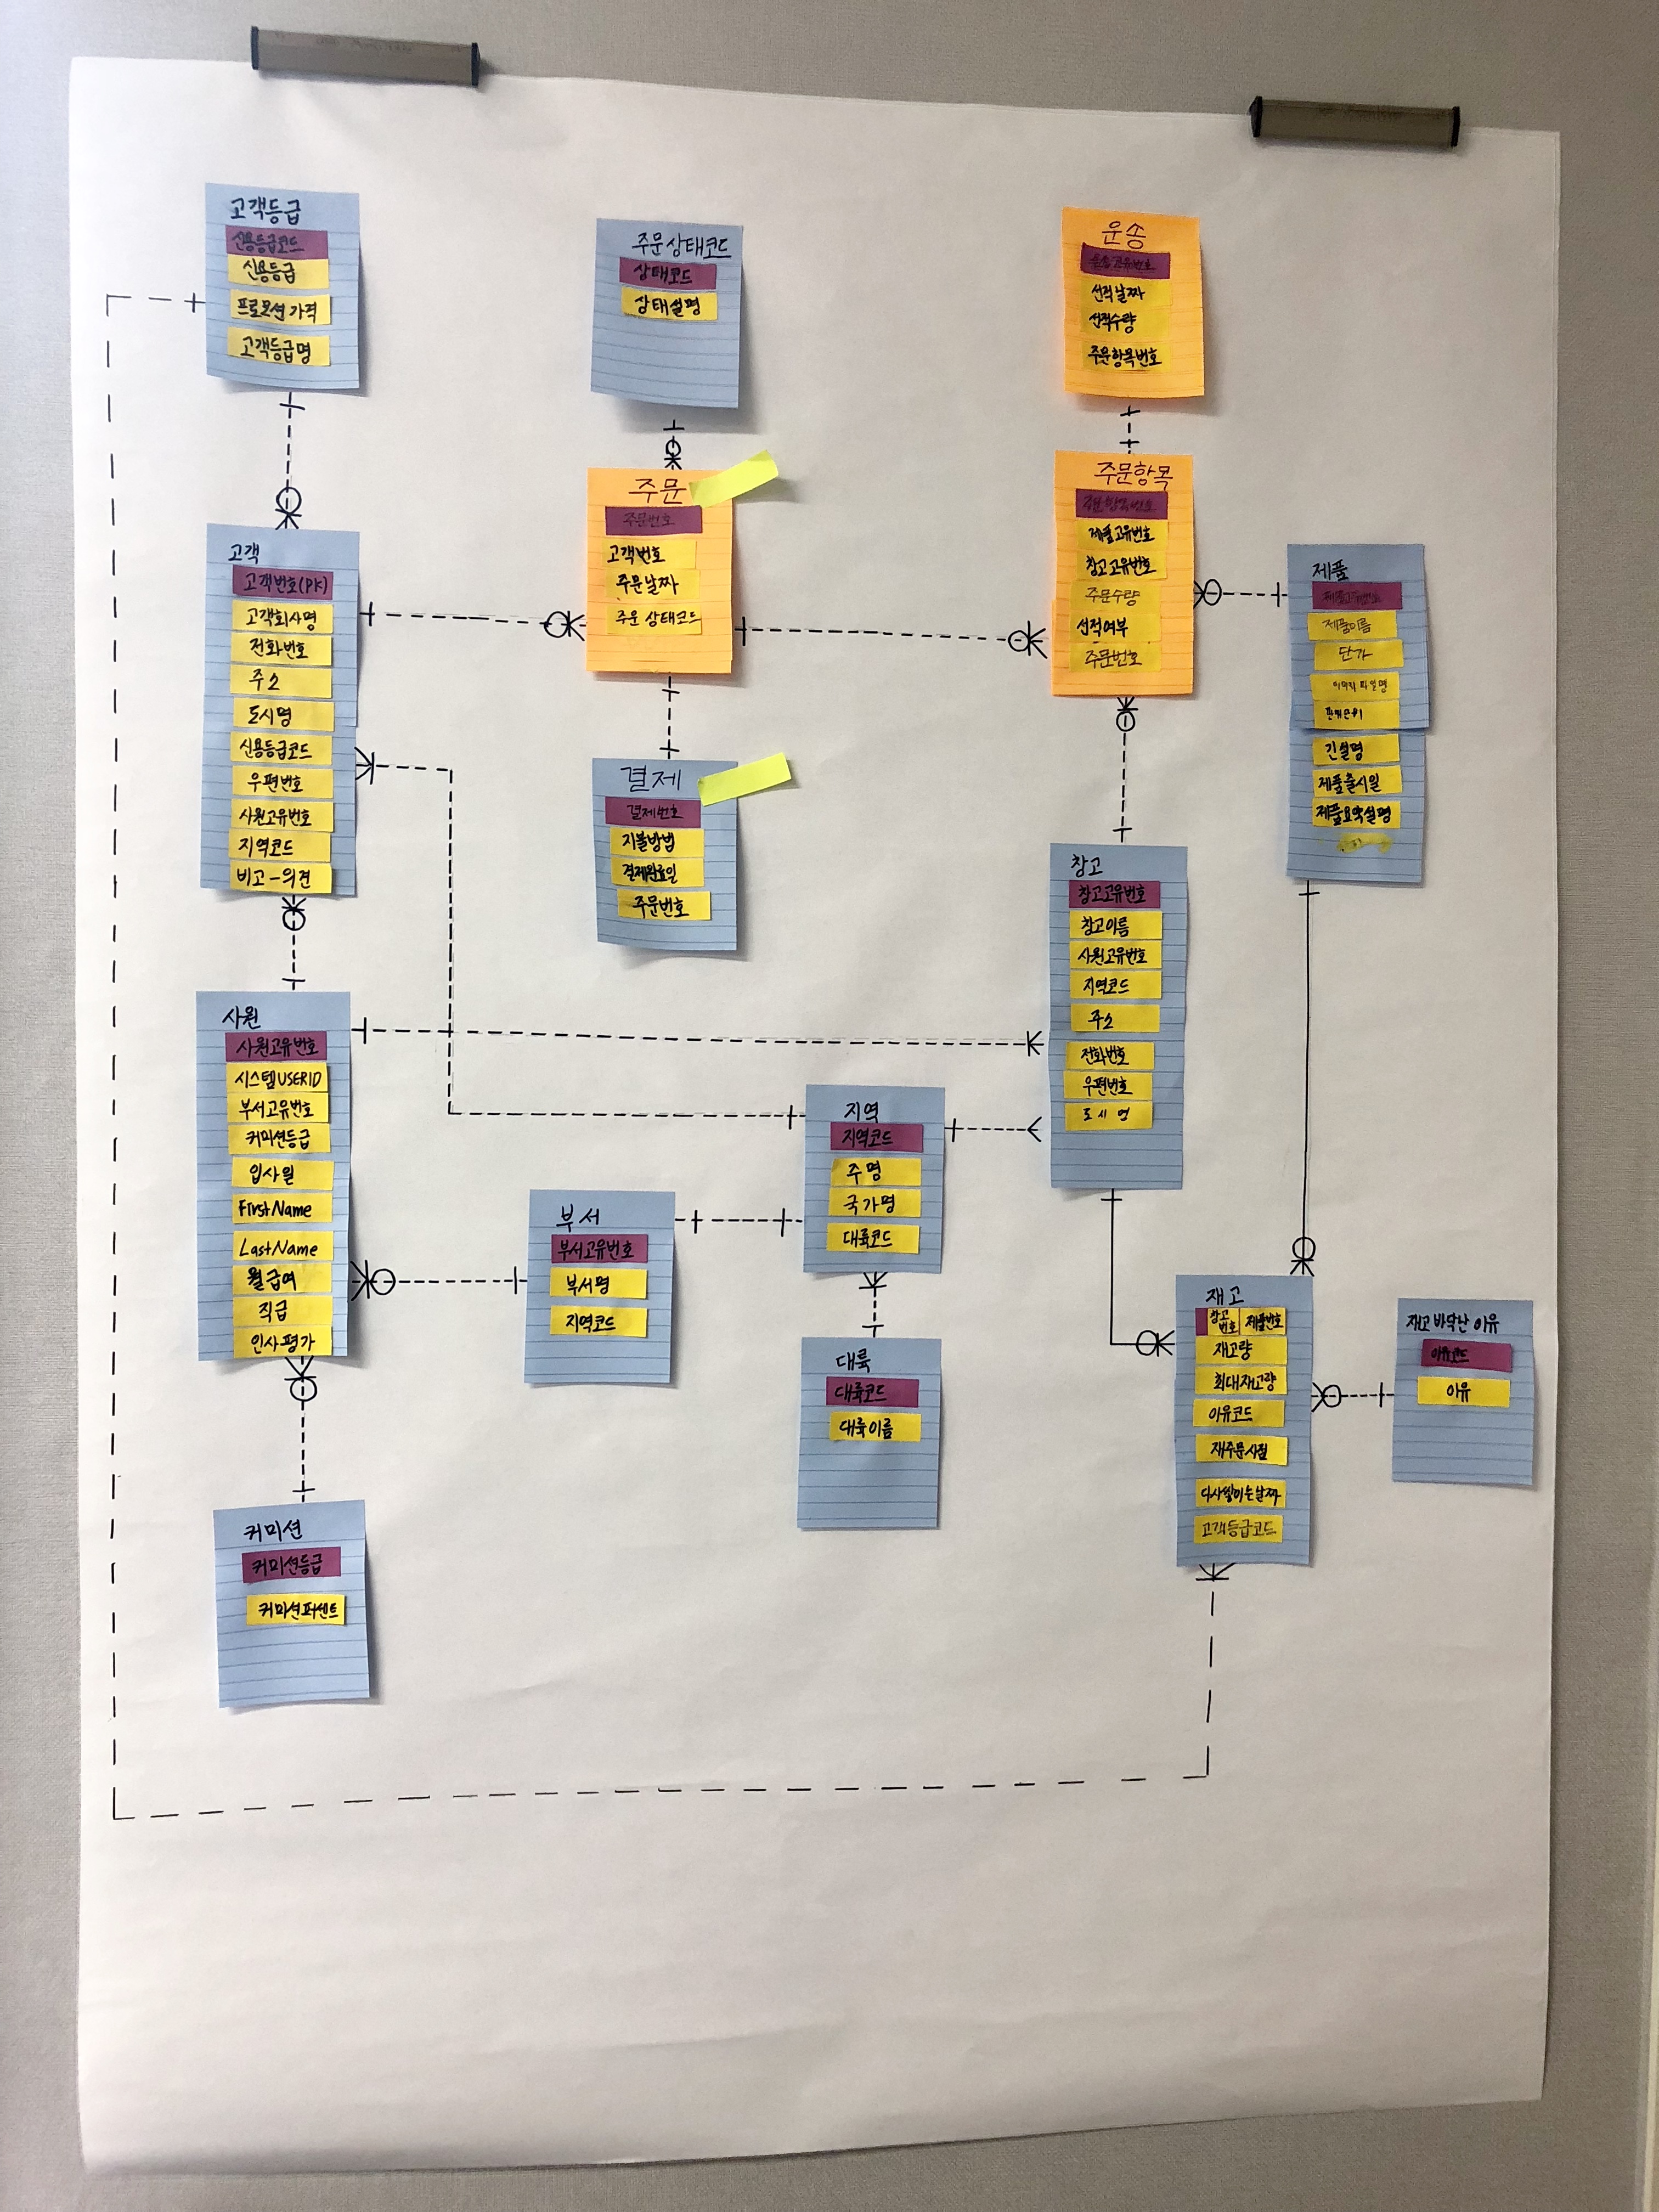 고객등급
신용등급코드
신용등급
프로모션 가격
고객등급명
주문상태코드
상태코드
상태설명
운송
운송고유번호
선적날짜
선적수량
주문항목번호
주문
주문번호
고객번호
주문날짜
주문 상태코드
주문항목
주문항목번호
제품고유번호
창고고유번호
주문수량
선적여부
주문번호
고객
고객번호(PK)
고객회사명
전화번호
주소
도시명
신용등급코드
우편번호
사원고유번호
지역코드
비고-의견
제품
제품고유번호
제품이름
단가
이미지 파일명
판매단위
긴설명
제품출시일
제품요약설명
결제
결제번호
지불방법
결제완료일
주문번호
창고
창고고유번호
창고이름
사원고유번호
지역코드
주소
전화번호
우편번호
도시명
사원
사원고유번호
시스템USERID
부서고유번호
커미션등급
입사일
FirstName
LastName
월급여
직급
인사평가
지역
지역코드
주명
국가명
대륙코드
부서
부서고유번호
부서명
지역코드
대륙
대륙코드
대륙이름
재고
창고번호 제품번호
재고량
최대재고량
이유코드
재주문시점
다시쌓이는날짜
고객등급코드
재고 바닥난 이유
이유코드
이유
커미션
커미션등급
커미션퍼센트